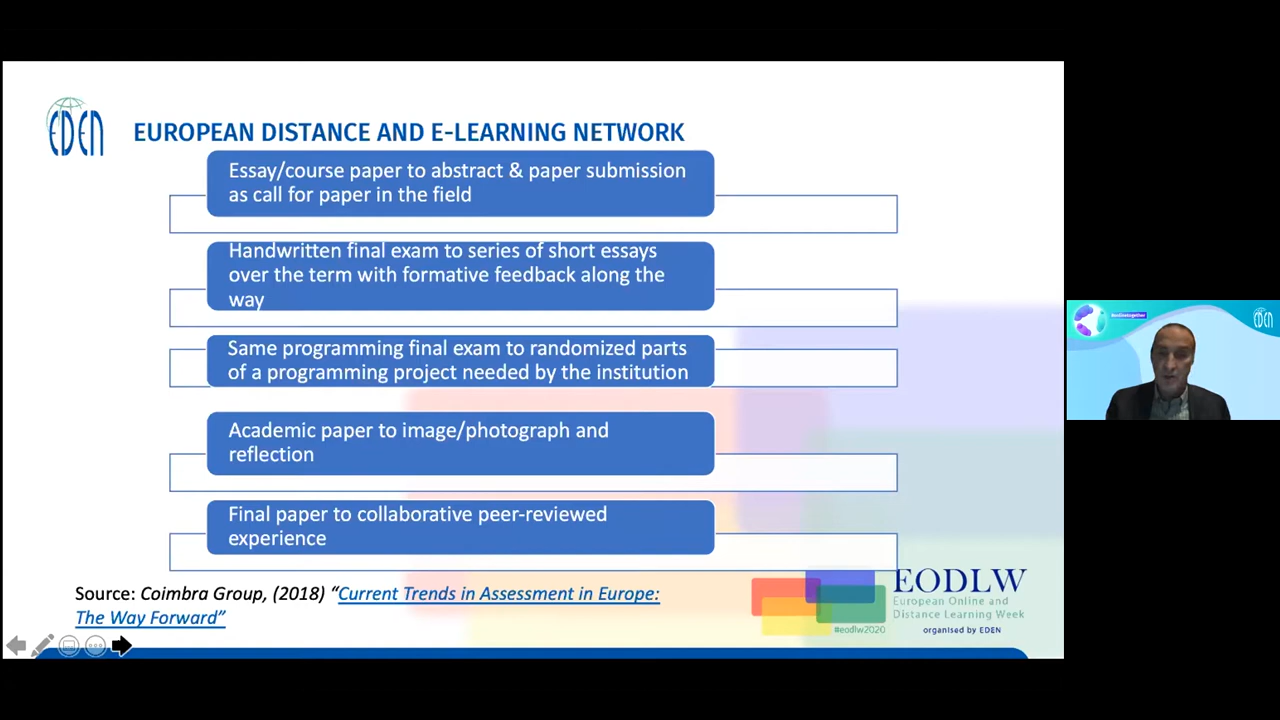 EDEN
EUROPEAN DISTANCE AND E-LEARNING NETWORK
Essay/course paper to abstract & paper submission
as call for paper in the field
Handwritten final exam to series of short essays
over the term with formative feedback along the
way
Same programming final exam to randomized parts
of a programming project needed by the institution
Academic paper to image/photograph and
reflection
Final paper to collaborative peer-reviewed
experience
Source: Coimbra Group, (2018) “Current Trends in Assessment in Europe:
The Way Forward”
EODLW
European Online and
Distance Learning Week
#eodlw2020
organised by EDEN
EDEN